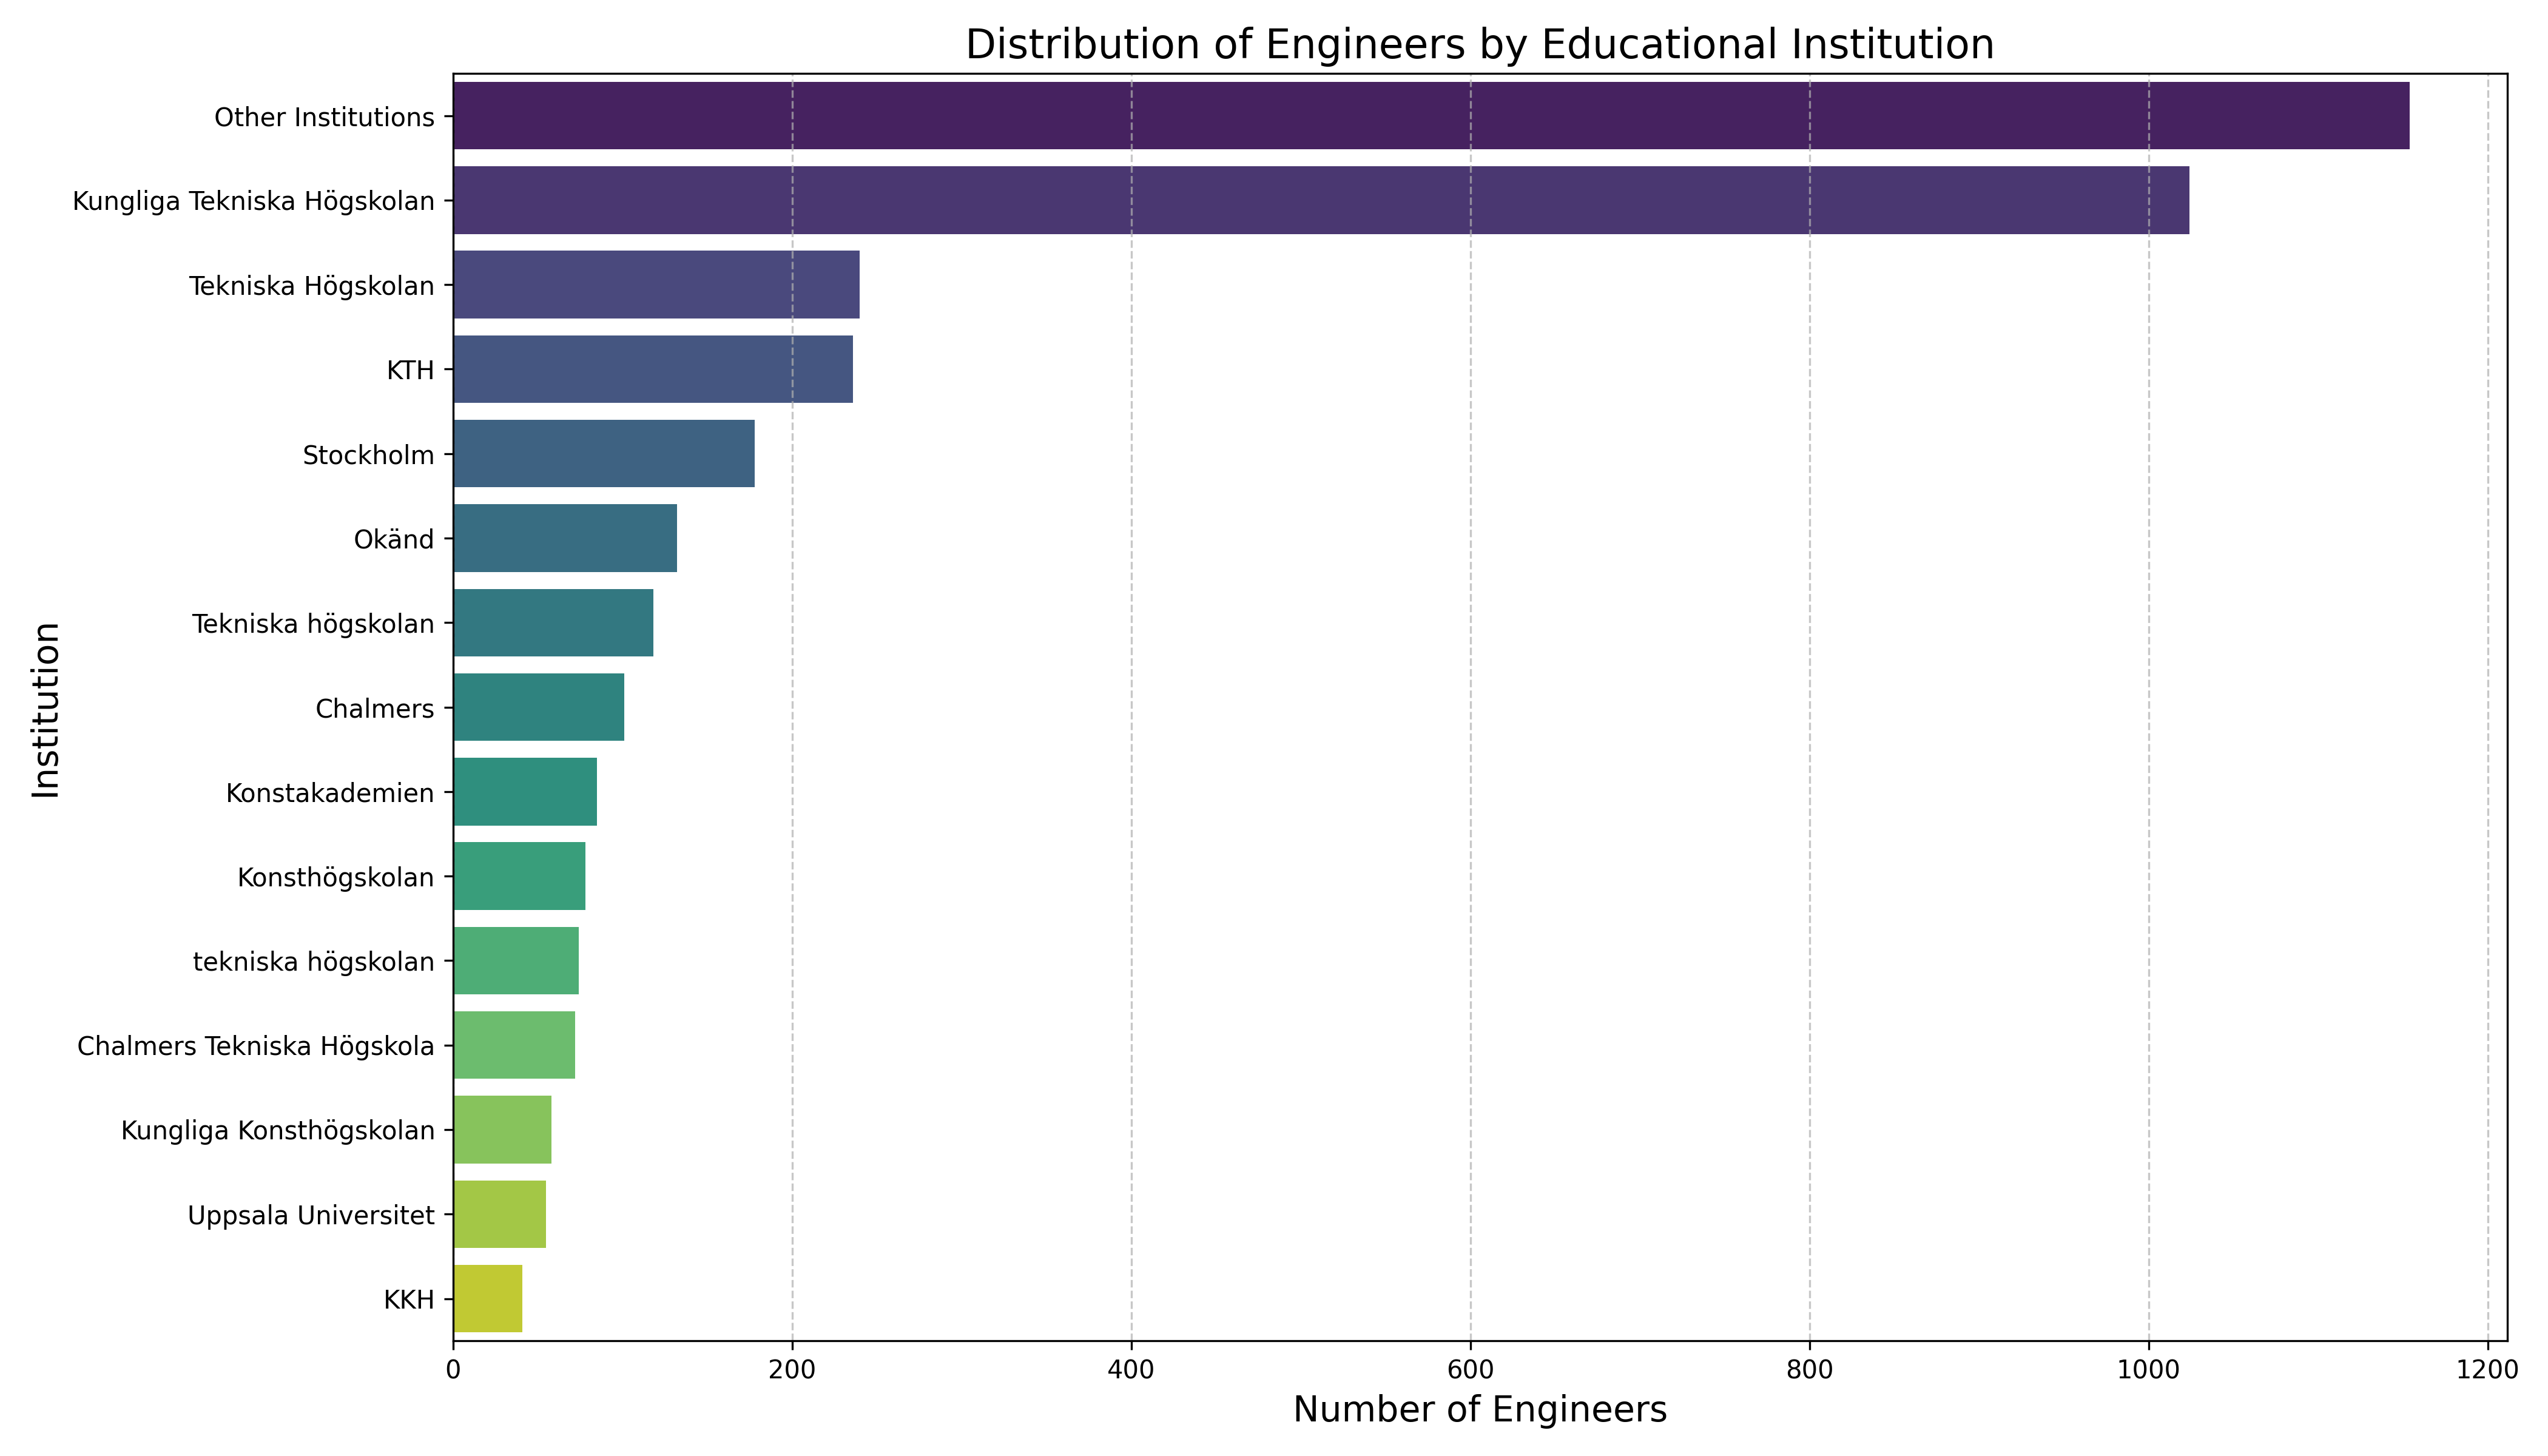 Distribution of Engineers by Educational Institution
Institution
Other Institutions
Kungliga Tekniska Högskolan
Tekniska Högskolan
KTH
Stockholm
Okänd
Tekniska högskolan
Chalmers
Konstakademien
Konsthögskolan
tekniska högskolan
Chalmers Tekniska Högskola
Kungliga Konsthögskolan
Uppsala Universitet
KKH
0 200 400 600 800 1000 1200
Number of Engineers